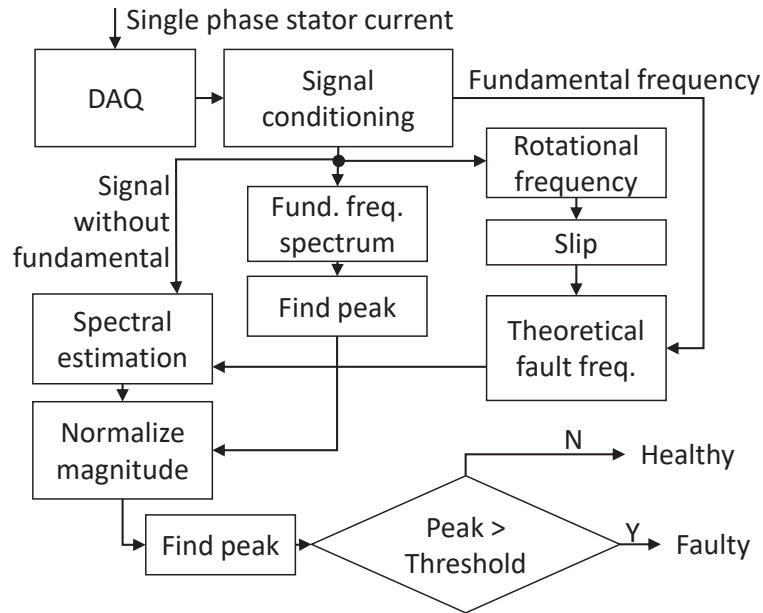 Single phase stator current
DAQ
Signal
conditioning
Fundamental frequency
Rotational
frequency
Signal
without
fundamental
Fund. freq.
spectrum
Slip
Find peak
Spectral
estimation
Theoretical
fault freq.
Normalize
magnitude
N
Healthy
Find peak
Peak >
Threshold
Y
Faulty